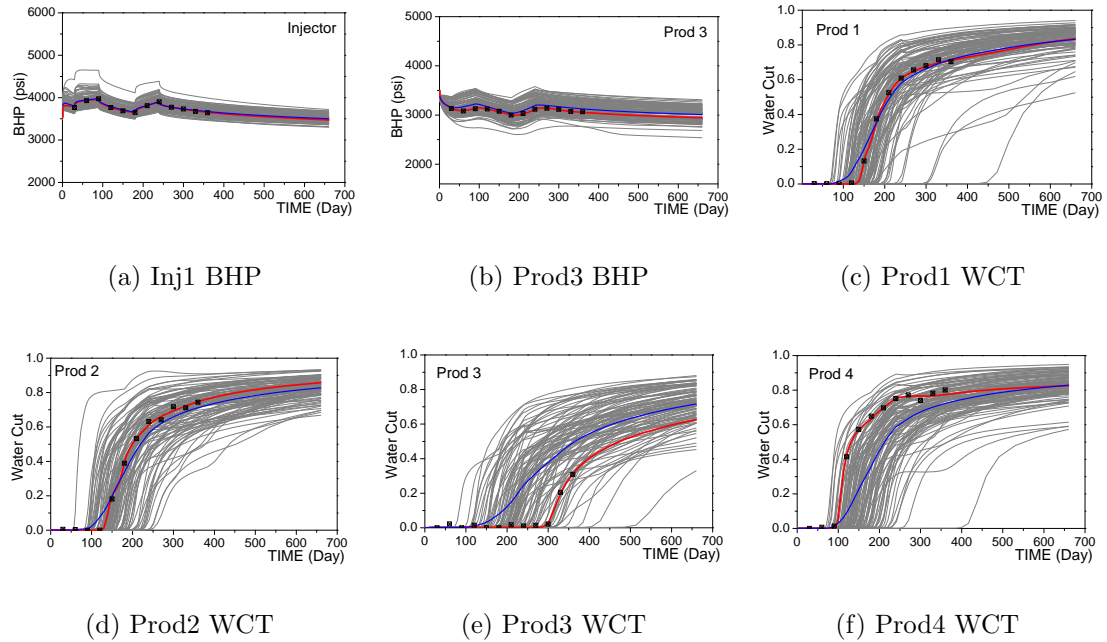 6000
5000
4000
3000
2000
BHP (psi)
Injector
0 100 200 300 400 500 600 700
TIME (Day)
(a) Inj1 BHP
5000
4000
3000
2000
BHP (psi)
Prod 3
0 100 200 300 400 500 600 700
TIME (Day)
(b) Prod3 BHP
1.0
0.8
0.6
0.4
0.2
0.0
Water Cut
Prod 1
100 200 300 400 500 600 700
TIME (Day)
(c) Prod1 WCT
1.0
0.8
0.6
0.4
0.2
0.0
Water Cut
Prod 2
0 100 200 300 400 500 600 700
TIME (Day)
(d) Prod2 WCT
1.0
0.8
0.6
0.4
0.2
0.0
Water Cut
Prod 3
0 100 200 300 400 500 600 700
TIME (Day)
(e) Prod3 WCT
1.0
0.8
0.6
0.4
0.2
0.0
Water Cut
Prod 4
0 100 200 300 400 500 600 700
TIME (Day)
(f) Prod4 WCT